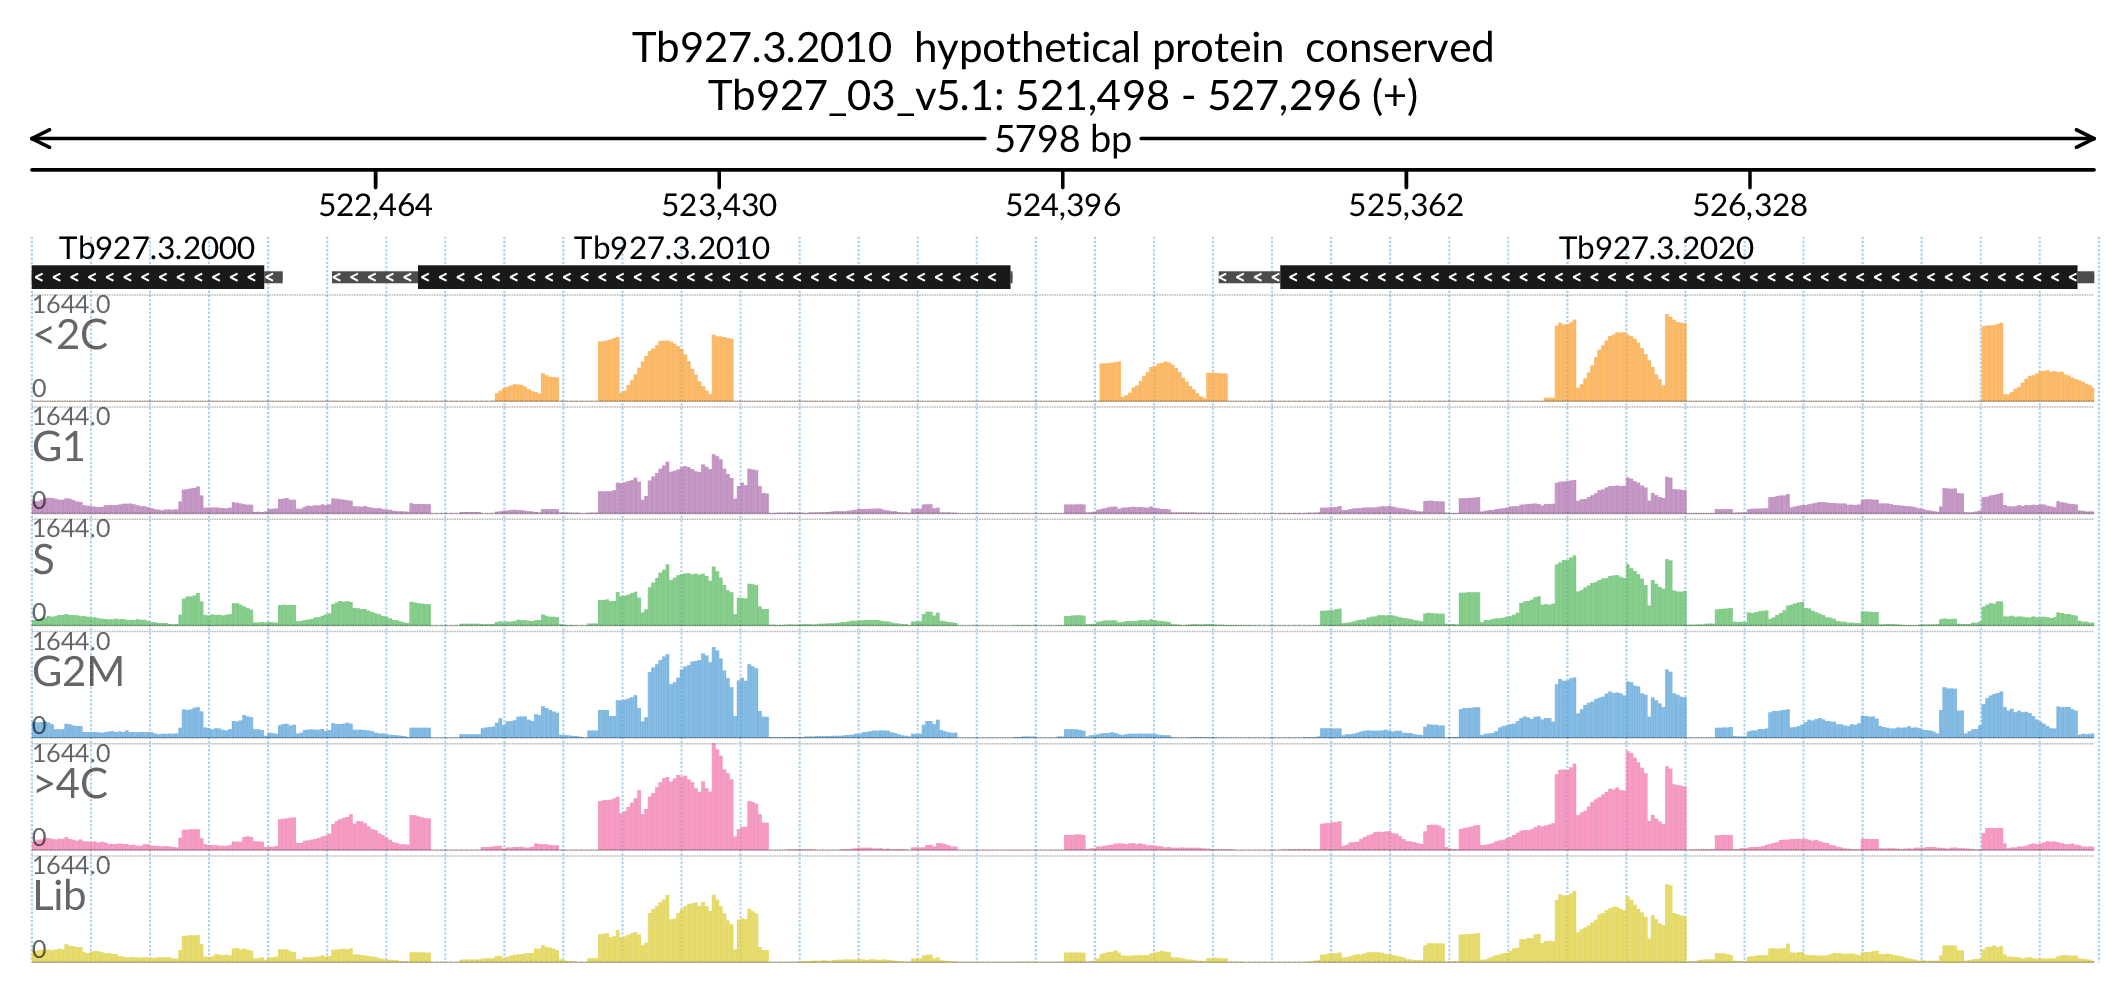 Tb927.3.2010  hypothetical protein  conserved
Tb927_03_v5.1: 521,498 - 527,296 (+)
5798 bp
522,464 523,430 524,396 525,362 526,328
Tb927.3.2000 Tb927.3.2010 Tb927.3.2020
1644.0
<2C
0
1644.0
G1
0
1644.0
S
0
1644.0
G2M
0
1644.0
>4C
0
1644.0
Lib
0